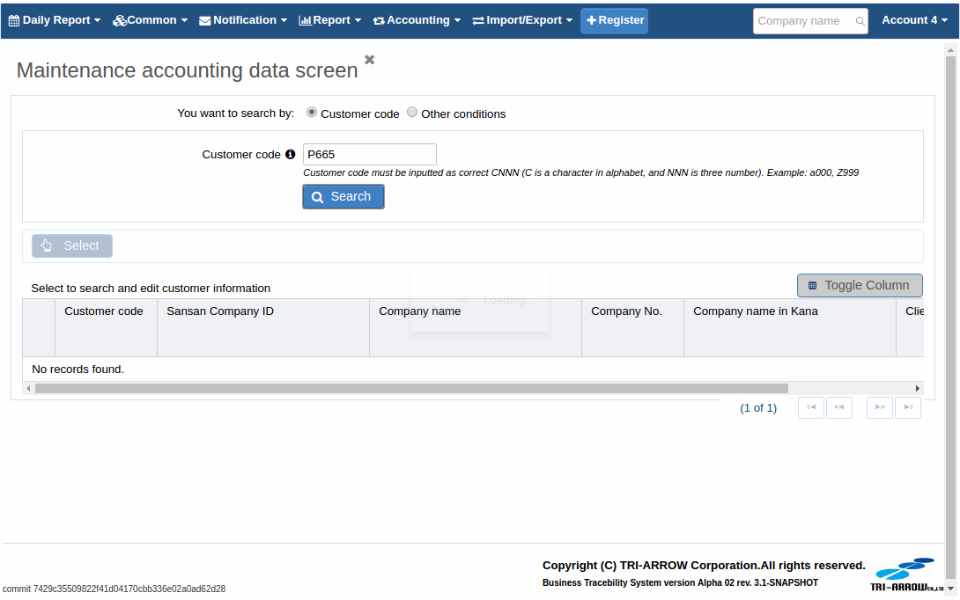 Daily Report Common Notification Report Accounting Import/Export Register Company name Account 4
Maintenance accounting data screen
You want to search by: Customer code Other conditions
Customer code P665
Customer code must be inputted as correct CNNN (C is a character in alphabet, and NNN is three number). Example: a000, Z999
Search
Select
Select to search and edit customer information
Toggle Column
Loading
Customer code Sansan Company ID Company name Company No. Company name in Kana Clie
No records found.
(1 of 1)
Copyright (C) TRI-ARROW Corporation.All rights reserved.
Business Tracebility System version Alpha 02 rev. 3.1-SNAPSHOT
TRI-ARROW CO.,LTD
commit 7429c35509822f41d04170cbb336e02a0ad62d28